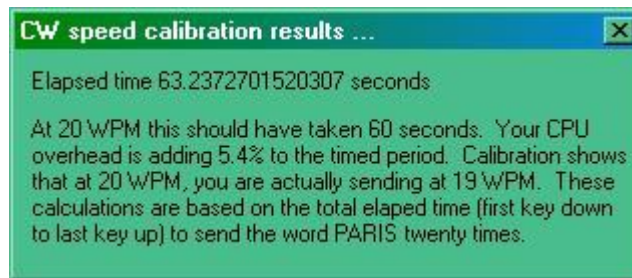 CW speed calibration results ...
Elapsed time 63.2372701520307 seconds
At 20 WPM this should have taken 60 seconds. Your CPU
overhead is adding 5.4% to the timed period. Calibration shows
that at 20 WPM, you are actually sending at 19 WPM. These
calculations are based on the total elaped time (first key down
to last key up) to send the word PARIS twenty times.